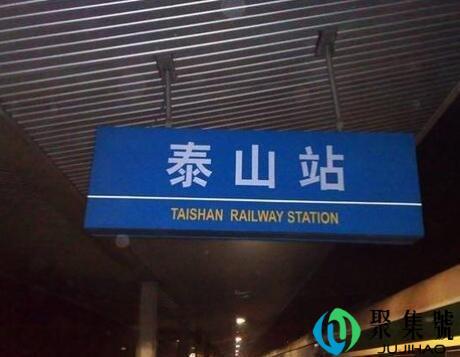 泰山站
TAISHAN RAILWAY STATION
聚集號
JUJIHAO